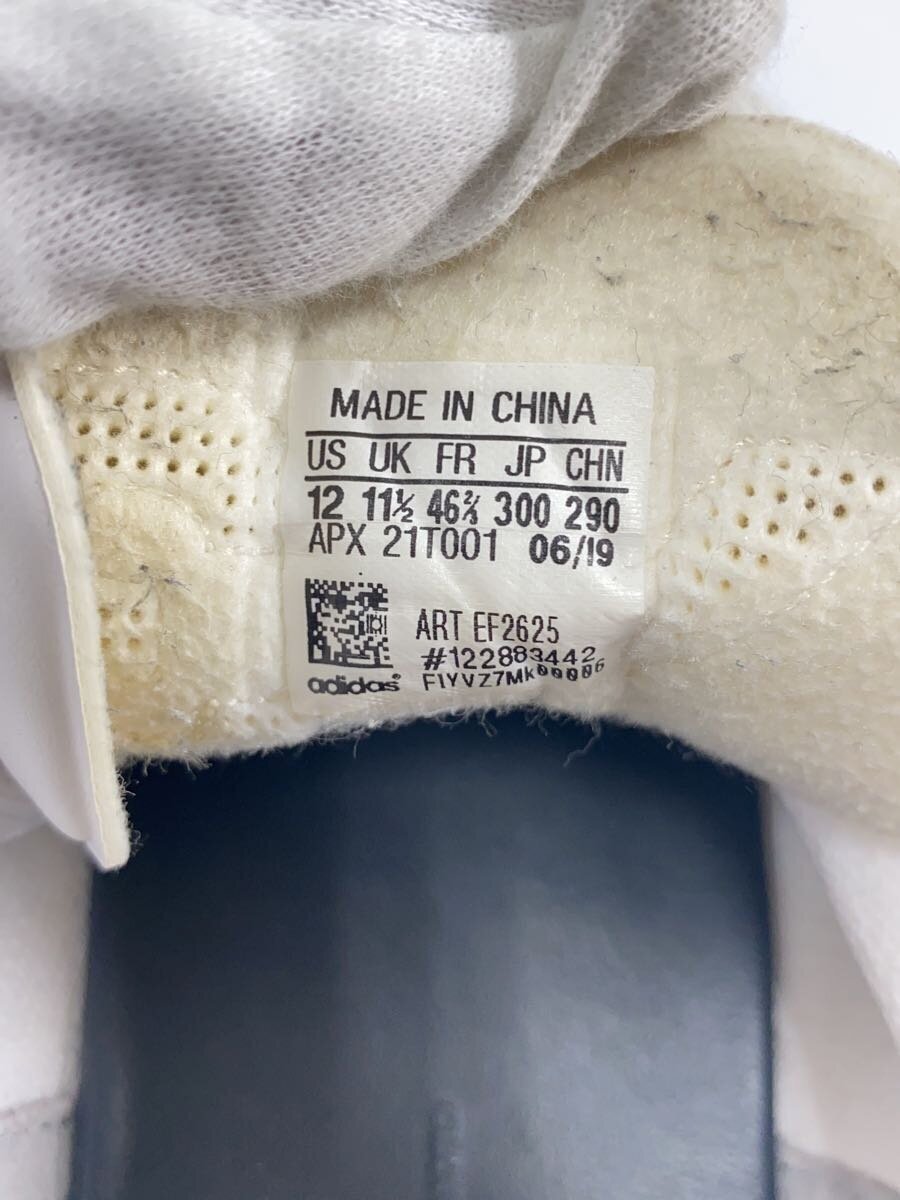 MADE IN CHINA
US UK FR JP CHN
12 11½ 46⅔ 300 290
APX 21T001 06/19
ART EF2625
#122883442
adidas® F1YVZ7MK00006